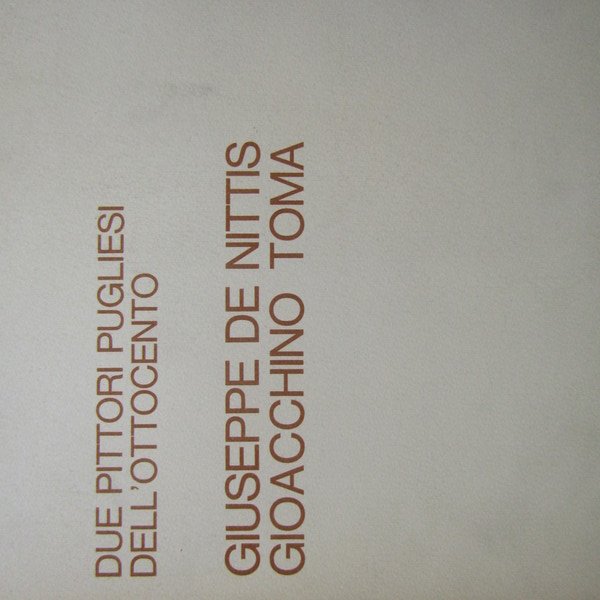 DUE PITTORI PUGLIESI
DELL'OTTOCENTO
GIUSEPPE DE NITTIS
GIOACCHINO TOMA